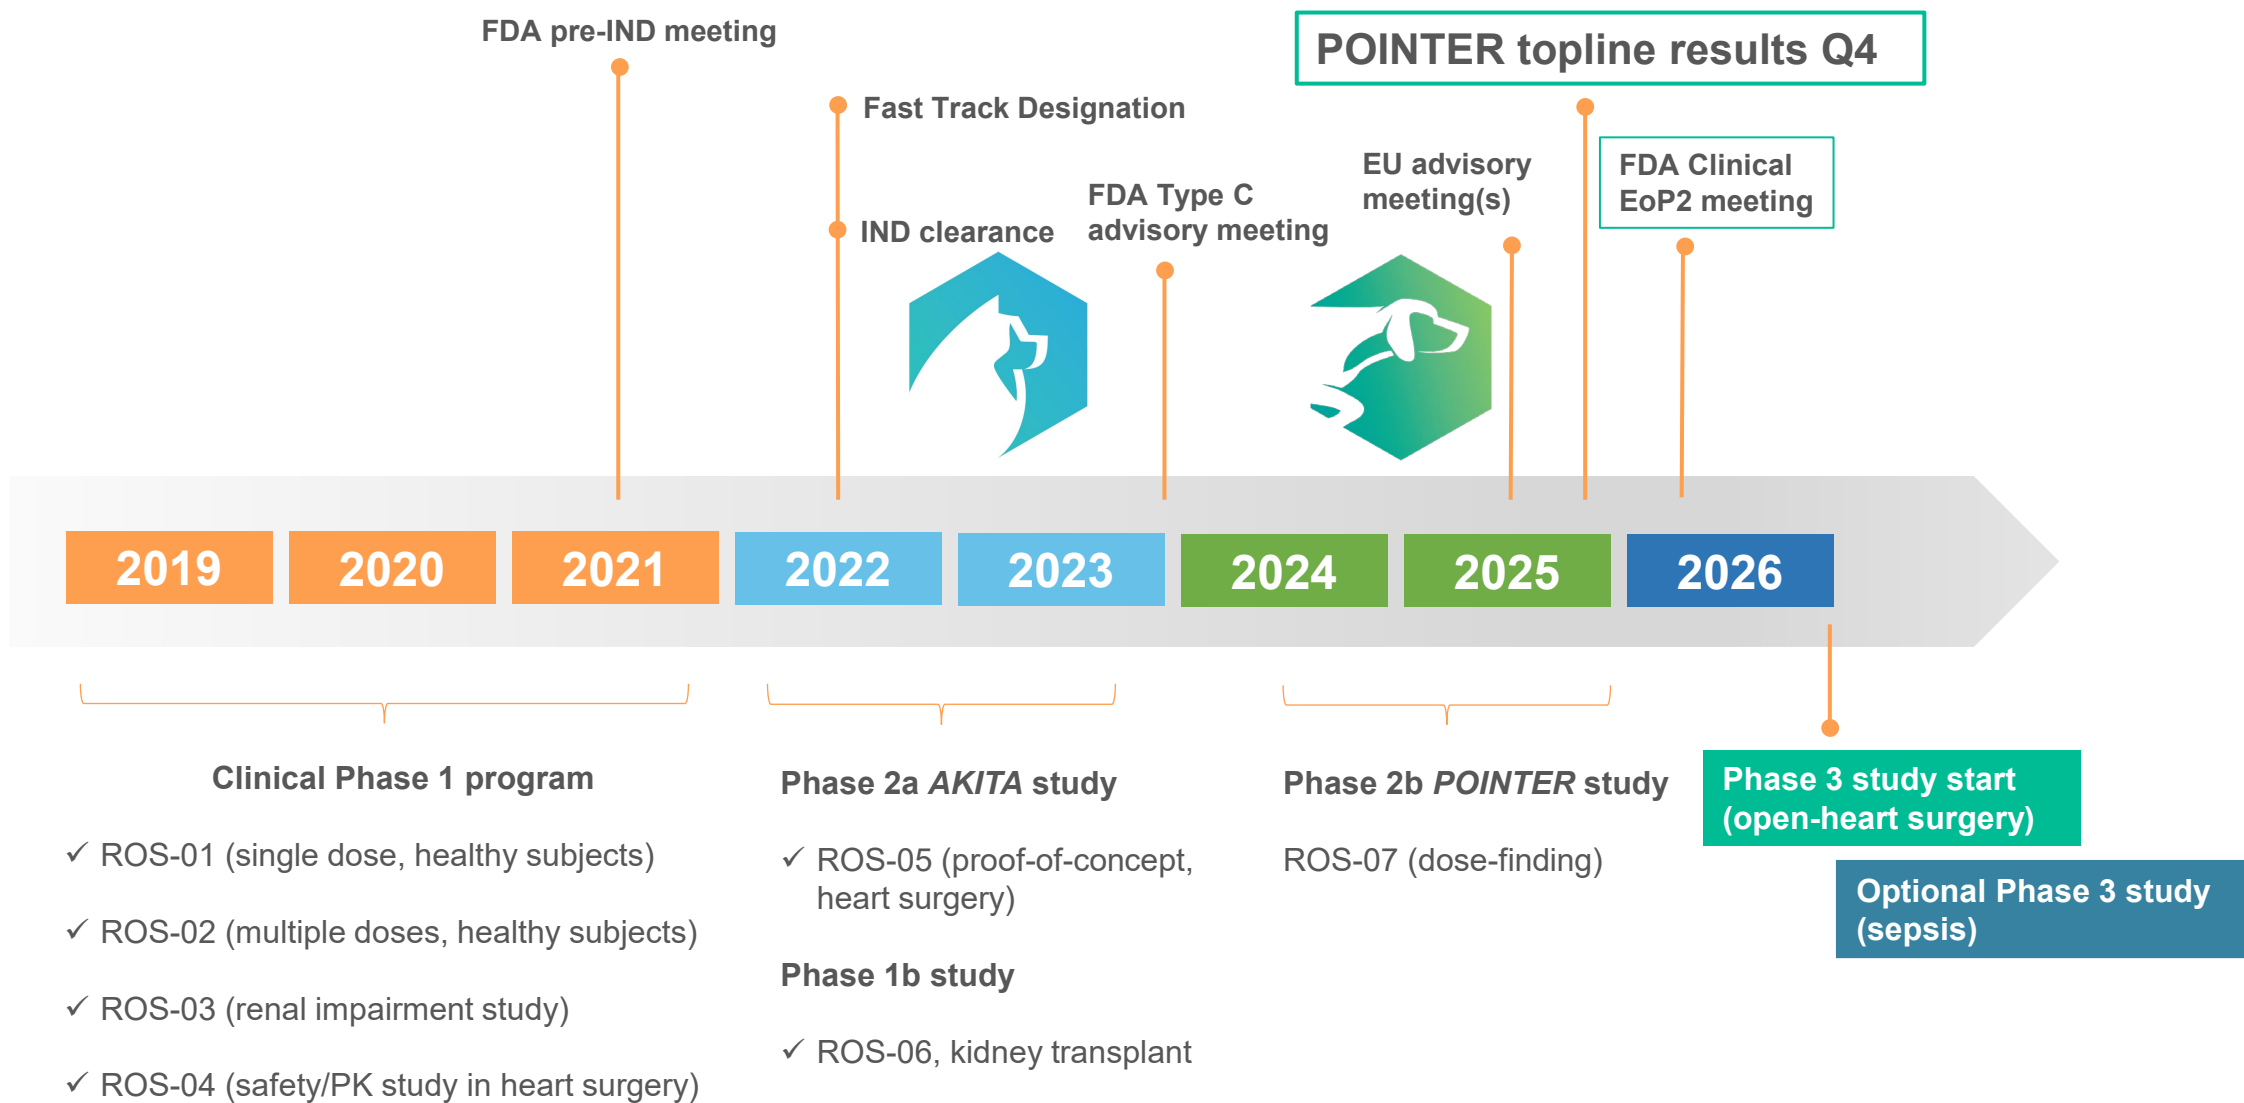 FDA pre-IND meeting
POINTER topline results Q4
Fast Track Designation
EU advisory
meeting(s)
FDA Clinical
EoP2 meeting
FDA Type C
advisory meeting
IND clearance
2019
2020
2021
2022
2023
2024
2025
2026
Clinical Phase 1 program
✓ ROS-01 (single dose, healthy subjects)
✓ ROS-02 (multiple doses, healthy subjects)
✓ ROS-03 (renal impairment study)
✓ ROS-04 (safety/PK study in heart surgery)
Phase 2a AKITA study
✓ ROS-05 (proof-of-concept,
heart surgery)
Phase 1b study
✓ ROS-06, kidney transplant
Phase 2b POINTER study
ROS-07 (dose-finding)
Phase 3 study start
(open-heart surgery)
Optional Phase 3 study
(sepsis)